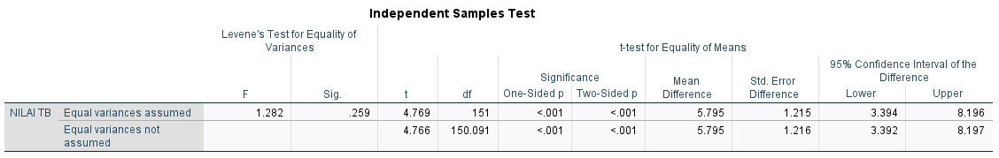 Independent Samples Test
Levene's Test for Equality of
Variances
t-test for Equality of Means
F
Sig.
t
df
Significance
One-Sided p
Two-Sided p
Mean
Difference
Std. Error
Difference
95% Confidence Interval of the
Difference
Lower
Upper
NILAI TB Equal variances assumed 1.282 .259 4.769 151 <.001 <.001 5.795 1.215 3.394 8.196
Equal variances not
assumed
4.766 150.091 <.001 <.001 5.795 1.216 3.392 8.197